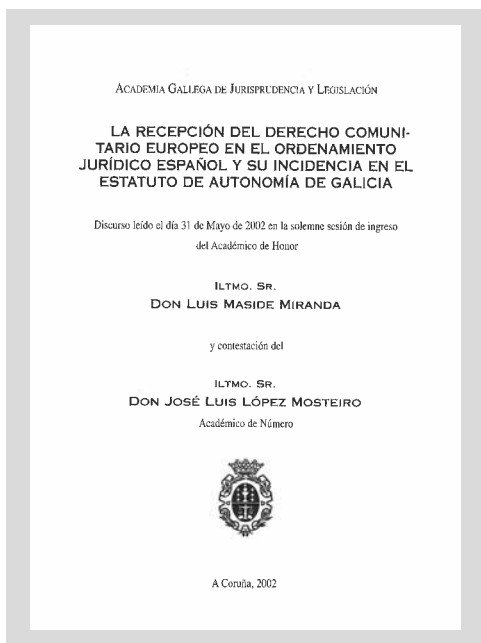 ACADEMIA GALLEGA DE JURISPRUDENCIA Y LEGISLACIÓN
LA RECEPCIÓN DEL DERECHO COMUNI-
TARIO EUROPEO EN EL ORDENAMIENTO
JURÍDICO ESPAÑOL Y SU INCIDENCIA EN EL
ESTATUTO DE AUTONOMÍA DE GALICIA
Discurso leído el día 31 de Mayo de 2002 en la solemne sesión de ingreso
del Académico de Honor
ILTMO. SR.
DON LUIS MASIDE MIRANDA
y contestación del
ILTMO. SR.
DON JOSÉ LUIS LÓPEZ MOSTEIRO
Académico de Número
A Coruña, 2002